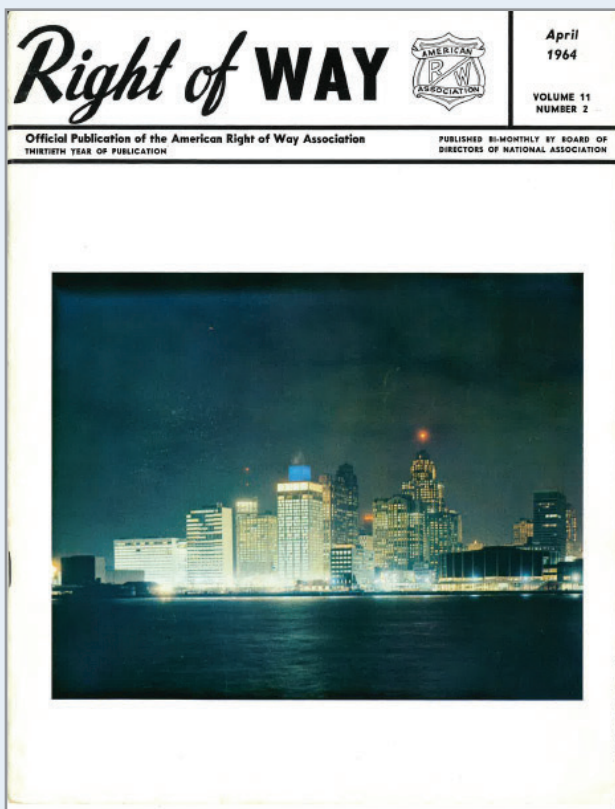 Right of WAY
AMERICAN
R W
ASSOCIATION
April
1964
VOLUME 11
NUMBER 2
Official Publication of the American Right of Way Association
THIRTIETH YEAR OF PUBLICATION
PUBLISHED BI-MONTHLY BY BOARD OF
DIRECTORS OF NATIONAL ASSOCIATION